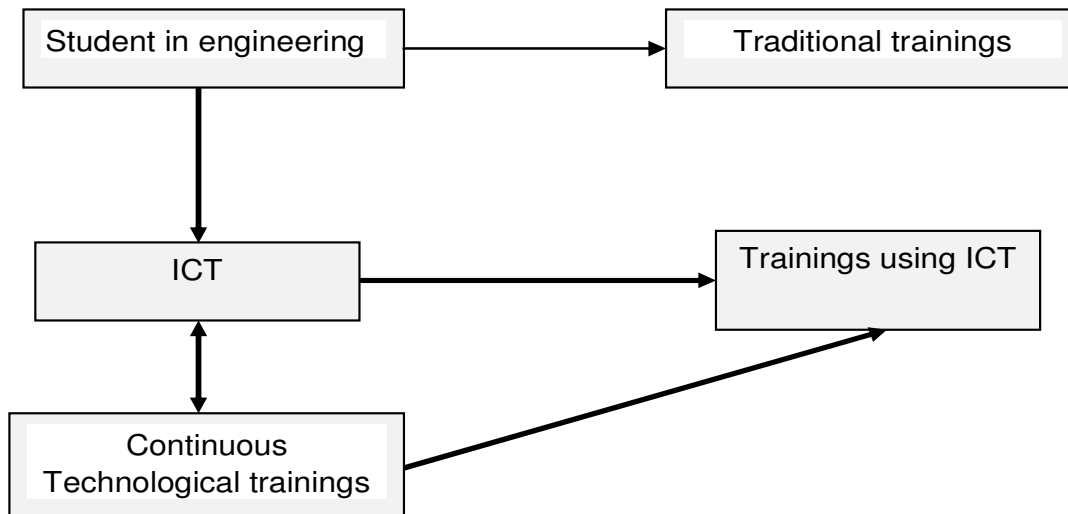 Student in engineering
Traditional trainings
ICT
Trainings using ICT
Continuous
Technological trainings